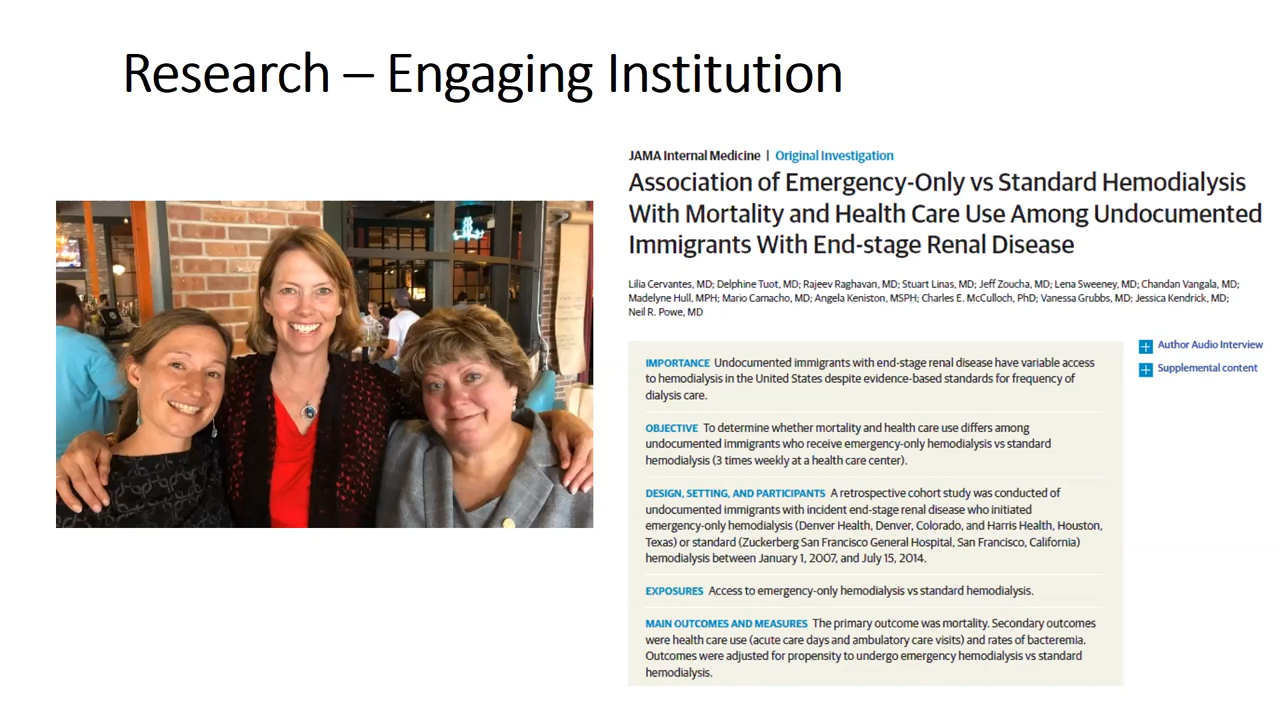 Research – Engaging Institution
JAMA Internal Medicine | Original Investigation
Association of Emergency-Only vs Standard Hemodialysis
With Mortality and Health Care Use Among Undocumented
Immigrants With End-stage Renal Disease
Lilia Cervantes, MD; Delphine Tuot, MD; Rajeev Raghavan, MD; Stuart Linas, MD; Jeff Zoucha, MD; Lena Sweeney, MD; Chandan Vangala, MD;
Madelyne Hull, MPH; Mario Camacho, MD; Angela Keniston, MSPH; Charles E. McCulloch, PhD; Vanessa Grubbs, MD; Jessica Kendrick, MD;
Neil R. Powe, MD
Author Audio Interview
Supplemental content
IMPORTANCE Undocumented immigrants with end-stage renal disease have variable access
to hemodialysis in the United States despite evidence-based standards for frequency of
dialysis care.
OBJECTIVE To determine whether mortality and health care use differs among
undocumented immigrants who receive emergency-only hemodialysis vs standard
hemodialysis (3 times weekly at a health care center).
DESIGN, SETTING, AND PARTICIPANTS A retrospective cohort study was conducted of
undocumented immigrants with incident end-stage renal disease who initiated
emergency-only hemodialysis (Denver Health, Denver, Colorado, and Harris Health, Houston,
Texas) or standard (Zuckerberg San Francisco General Hospital, San Francisco, California)
hemodialysis between January 1, 2007, and July 15, 2014.
EXPOSURES Access to emergency-only hemodialysis vs standard hemodialysis.
MAIN OUTCOMES AND MEASURES The primary outcome was mortality. Secondary outcomes
were health care use (acute care days and ambulatory care visits) and rates of bacteremia.
Outcomes were adjusted for propensity to undergo emergency hemodialysis vs standard
hemodialysis.